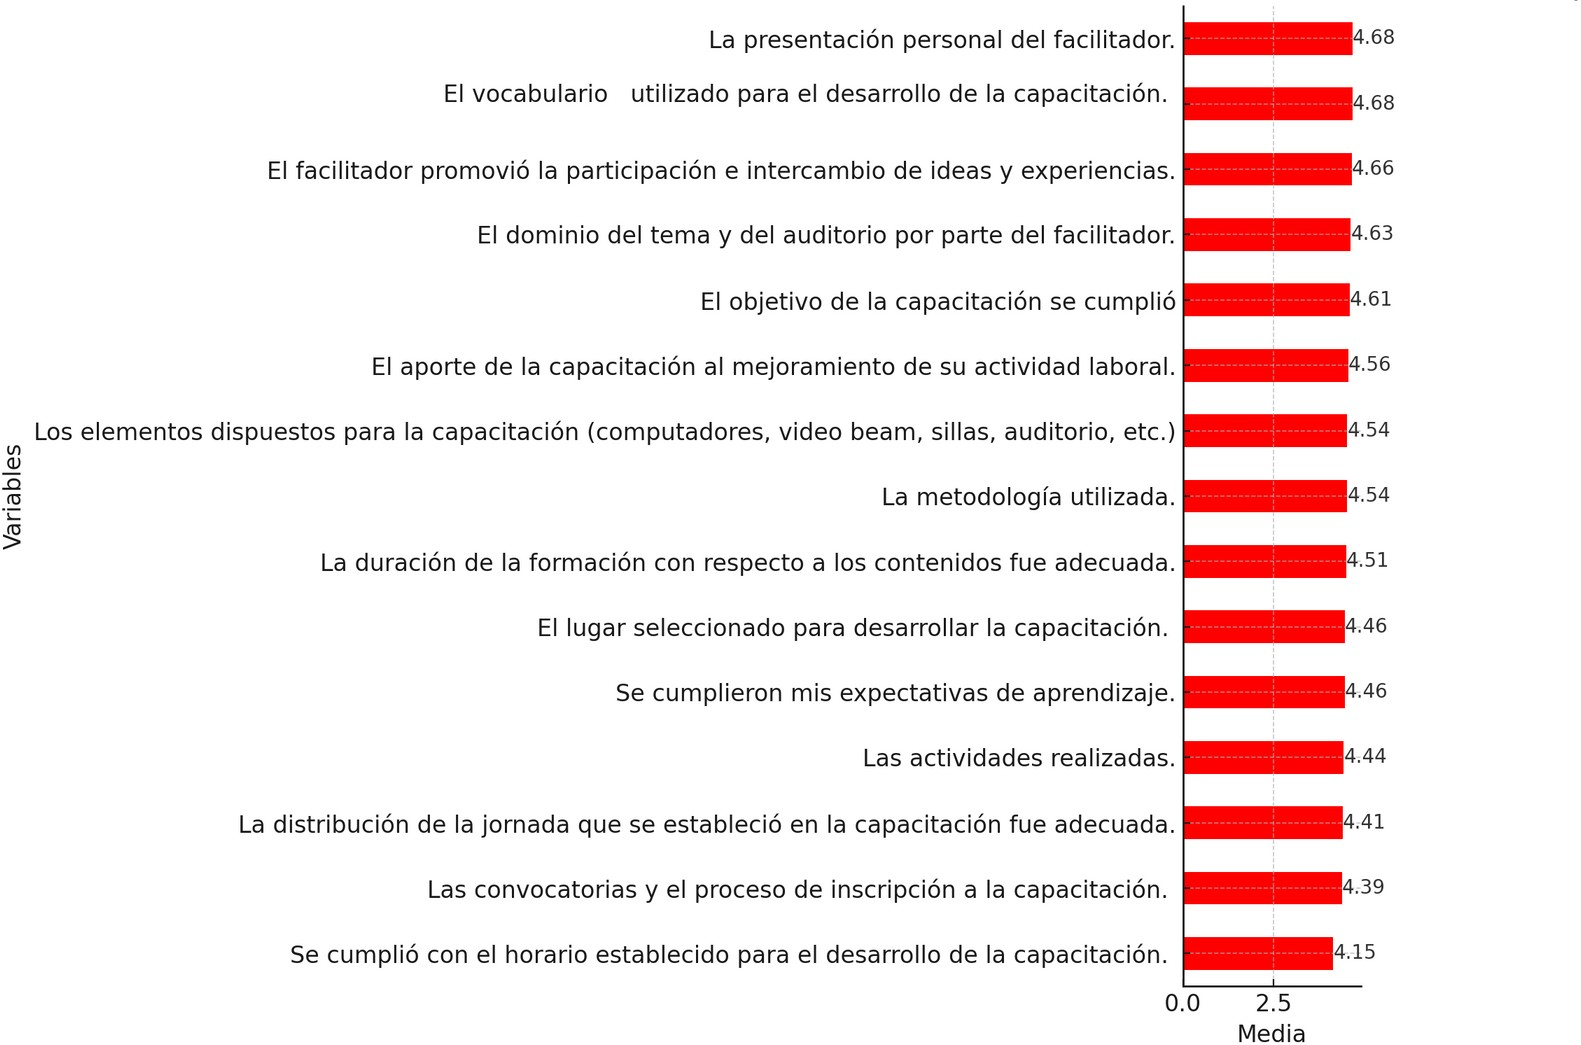 La presentación personal del facilitador. 4.68
El vocabulario   utilizado para el desarrollo de la capacitación. 4.68
El facilitador promovió la participación e intercambio de ideas y experiencias. 4.66
El dominio del tema y del auditorio por parte del facilitador. 4.63
El objetivo de la capacitación se cumplió 4.61
El aporte de la capacitación al mejoramiento de su actividad laboral. 4.56
Los elementos dispuestos para la capacitación (computadores, video beam, sillas, auditorio, etc.) 4.54
La metodología utilizada. 4.54
La duración de la formación con respecto a los contenidos fue adecuada. 4.51
El lugar seleccionado para desarrollar la capacitación. 4.46
Se cumplieron mis expectativas de aprendizaje. 4.46
Las actividades realizadas. 4.44
La distribución de la jornada que se estableció en la capacitación fue adecuada. 4.41
Las convocatorias y el proceso de inscripción a la capacitación. 4.39
Se cumplió con el horario establecido para el desarrollo de la capacitación. 4.15
Variables
0.0 2.5
Media